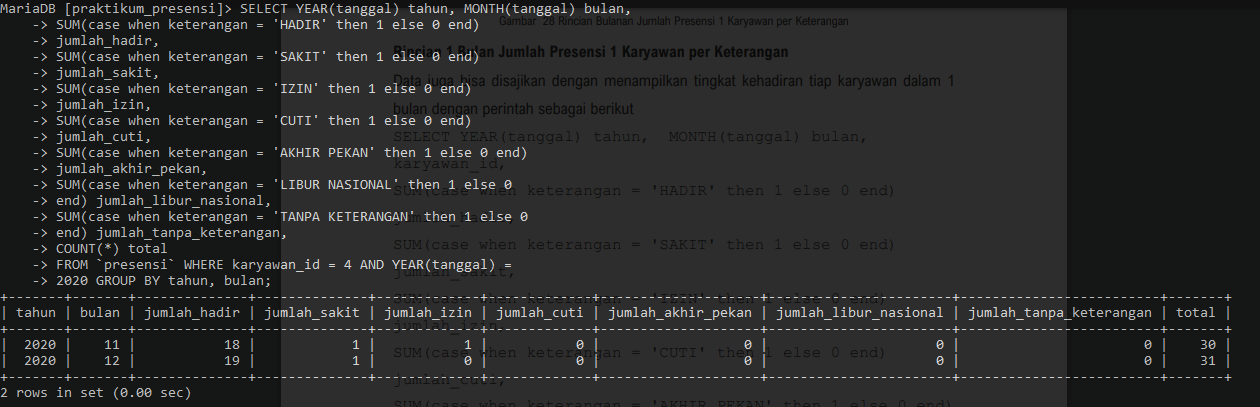 MariaDB [praktikum_presensi]> SELECT YEAR(tanggal) tahun, MONTH(tanggal) bulan,
-> SUM(case when keterangan = 'HADIR' then 1 else 0 end)
-> jumlah_hadir,
-> SUM(case when keterangan = 'SAKIT' then 1 else 0 end)
-> jumlah_sakit,
-> SUM(case when keterangan = 'IZIN' then 1 else 0 end)
-> jumlah_izin,
-> SUM(case when keterangan = 'CUTI' then 1 else 0 end)
-> jumlah_cuti,
-> SUM(case when keterangan = 'AKHIR PEKAN' then 1 else 0 end)
-> jumlah_akhir_pekan,
-> SUM(case when keterangan = 'LIBUR NASIONAL' then 1 else 0
-> end) jumlah_libur_nasional,
-> SUM(case when keterangan = 'TANPA KETERANGAN' then 1 else 0
-> end) jumlah_tanpa_keterangan,
-> COUNT(*) total
-> FROM `presensi` WHERE karyawan_id = 4 AND YEAR(tanggal) =
-> 2020 GROUP BY tahun, bulan;
| tahun | bulan | jumlah_hadir | jumlah_sakit | jumlah_izin | jumlah_cuti | jumlah_akhir_pekan | jumlah_libur_nasional | jumlah_tanpa_keterangan | total |
| 2020 | 11 | 18 | 1 | 1 | 0 | 0 | 0 | 0 | 30 |
| 2020 | 12 | 19 | 1 | 0 | 0 | 0 | 0 | 0 | 31 |
2 rows in set (0.00 sec)
Gambar 28 Rincian Bulanan Jumlah Presensi 1 Karyawan per Keterangan
Rincian 1 Bulan Jumlah Presensi 1 Karyawan per Keterangan
Data juga bisa disajikan dengan menampilkan tingkat kehadiran tiap karyawan dalam 1
bulan dengan perintah sebagai berikut
SELECT YEAR(tanggal) tahun, MONTH(tanggal) bulan,
karyawan_id,
SUM(case when keterangan = 'HADIR' then 1 else 0 end)
SUM(case when keterangan = 'SAKIT' then 1 else 0 end)
jumlah_sakit,
jumlah_izin,
SUM(case when keterangan = 'CUTI' then 1 else 0 end)
jumlah_cuti,
SUM(case when keterangan = 'AKHIR PEKAN' then 1 else 0 end)